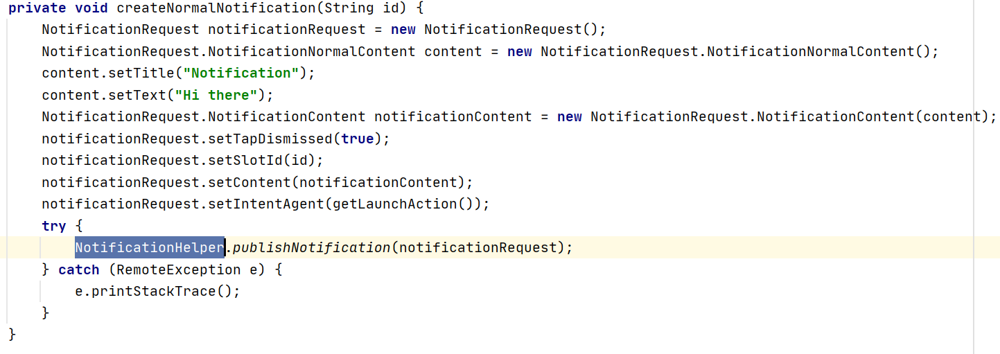 private void createNormalNotification(String id) {
NotificationRequest notificationRequest = new NotificationRequest();
NotificationRequest.NotificationNormalContent content = new NotificationRequest.NotificationNormalContent();
content.setTitle("Notification");
content.setText("Hi there");
NotificationRequest.NotificationContent notificationContent = new NotificationRequest.NotificationContent(content);
notificationRequest.setTapDismissed(true);
notificationRequest.setSlotId(id);
notificationRequest.setContent(notificationContent);
notificationRequest.setIntentAgent(getLaunchAction());
try {
NotificationHelper.publishNotification(notificationRequest);
} catch (RemoteException e) {
e.printStackTrace();
}
}